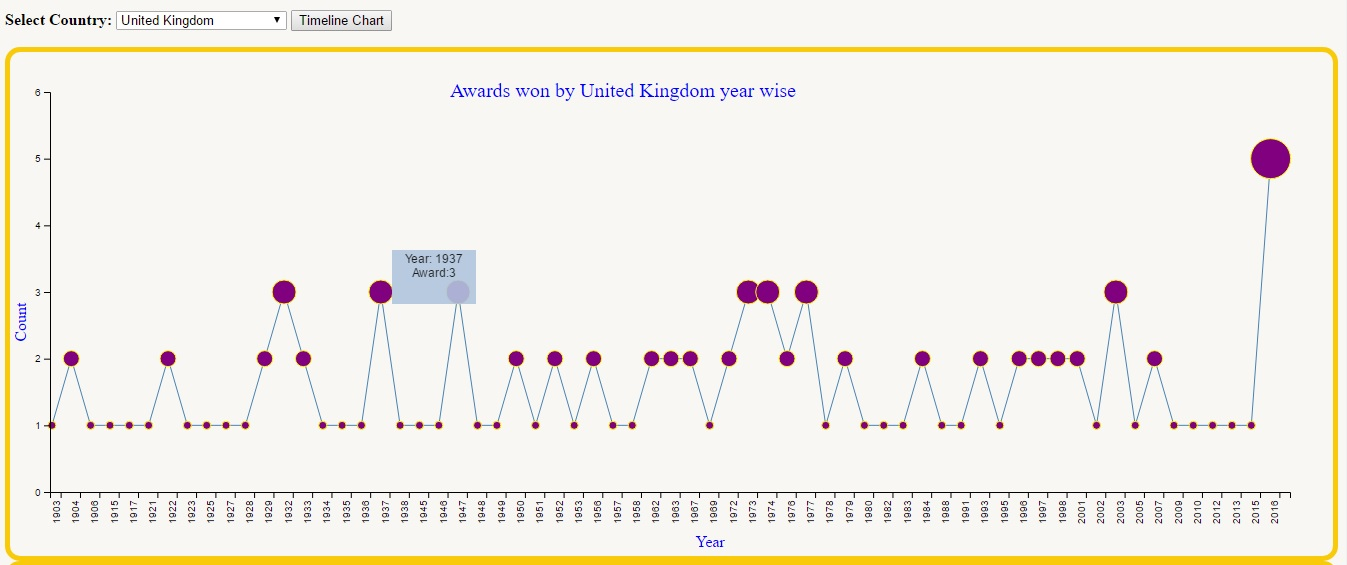 Select Country: United Kingdom Timeline Chart
Awards won by United Kingdom year wise
6
5
4
3
2
1
0
Count
Year: 1937
Award:3
1903 1904 1906 1915 1917 1921 1922 1923 1925 1927 1928 1929 1932 1933 1934 1935 1936 1937 1938 1945 1946 1947 1948 1949 1950 1951 1952 1953 1956 1957 1958 1962 1963 1967 1969 1972 1973 1974 1976 1977 1978 1979 1980 1982 1983 1984 1988 1991 1993 1995 1996 1997 1998 2001 2002 2003 2005 2007 2009 2010 2012 2013 2015 2016
Year